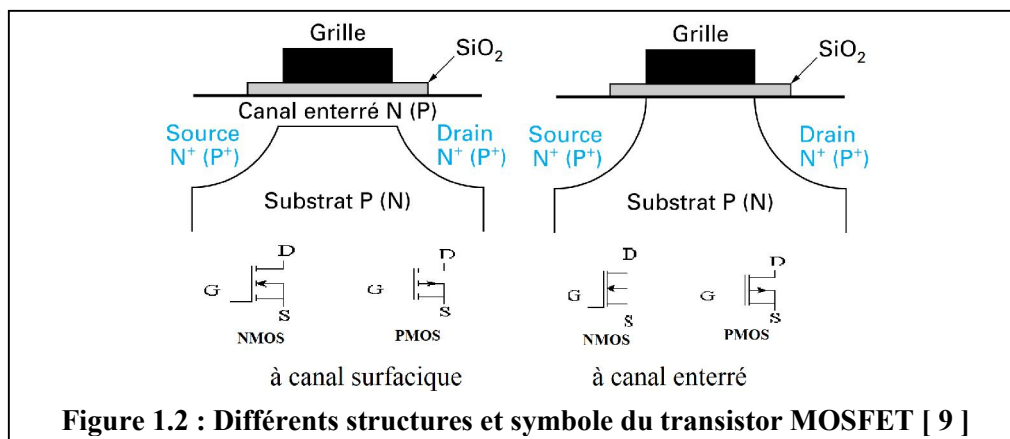 Grille
SiO₂
Canal enterré N (P)
Source
N⁺ (P⁺)
Drain
N⁺ (P⁺)
Substrat P (N)
Grille
SiO₂
Source
N⁺ (P⁺)
Drain
N⁺ (P⁺)
Substrat P (N)
D
G
S
NMOS
D
G
S
PMOS
D
G
S
NMOS
D
G
S
PMOS
à canal surfacique
à canal enterré
Figure 1.2 : Différents structures et symbole du transistor MOSFET [ 9 ]